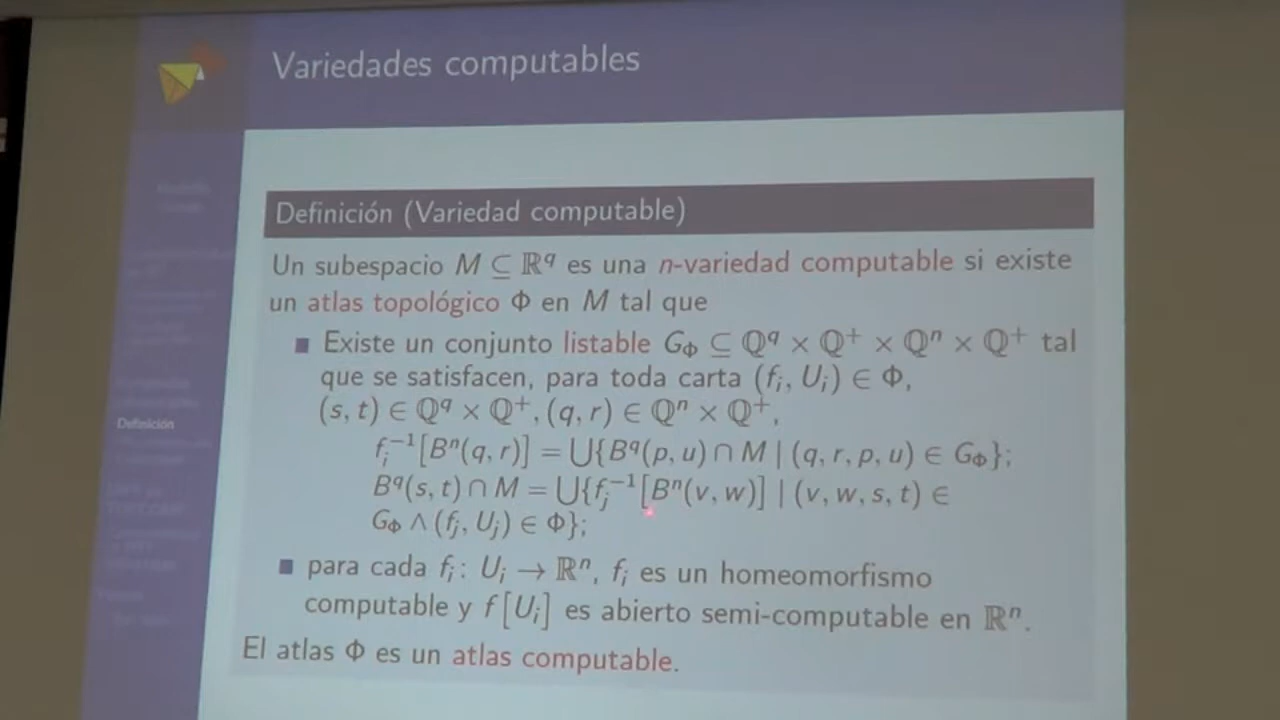 Variedades computables
Definición (Variedad computable)
Un subespacio M ⊆ ℝ^q es una n-variedad computable si existe
un atlas topológico Φ en M tal que
Existe un conjunto listable G_Φ ⊆ ℚ^q × ℚ^+ × ℚ^n × ℚ^+ tal
que se satisfacen, para toda carta (f_i, U_i) ∈ Φ,
(s, t) ∈ ℚ^q × ℚ^+, (q, r) ∈ ℚ^n × ℚ^+,
f_i^{-1}[B^n(q, r)] = ⋃{B^q(p, u) ∩ M | (q, r, p, u) ∈ G_Φ};
B^q(s, t) ∩ M = ⋃{f_j^{-1}[B^n(v, w)] | (v, w, s, t) ∈
G_Φ ∧ (f_j, U_j) ∈ Φ};
para cada f_i: U_i → ℝ^n, f_i es un homeomorfismo
computable y f[U_i] es abierto semi-computable en ℝ^n.
El atlas Φ es un atlas computable.
Definición